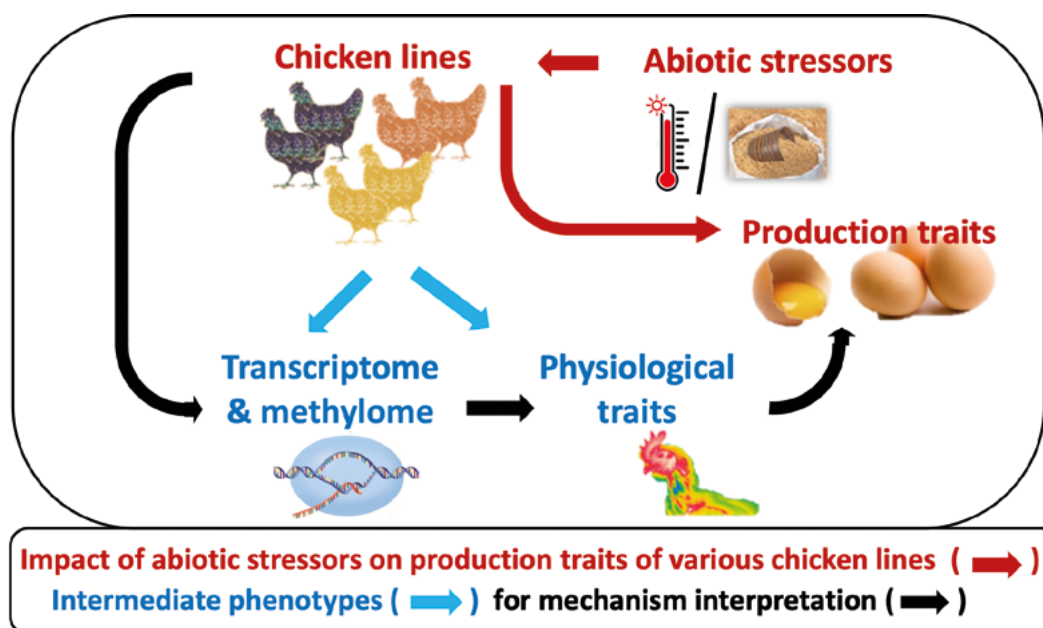 Chicken lines
Abiotic stressors
Production traits
Transcriptome
& methylome
Physiological
traits
Impact of abiotic stressors on production traits of various chicken lines ( )
Intermediate phenotypes ( ) for mechanism interpretation ( )